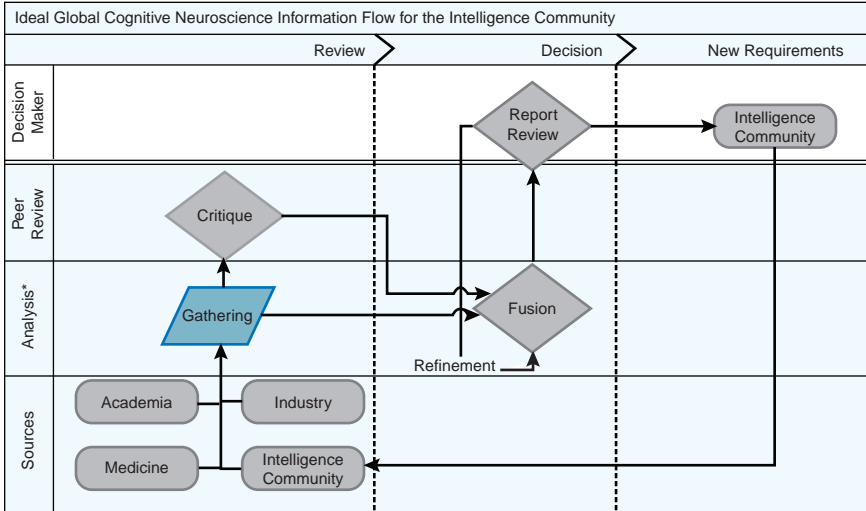 Ideal Global Cognitive Neuroscience Information Flow for the Intelligence Community
Review
Decision
New Requirements
Decision
Maker
Report
Review
Intelligence
Community
Peer
Review
Critique
Analysis*
Gathering
Fusion
Refinement
Sources
Academia
Industry
Medicine
Intelligence
Community